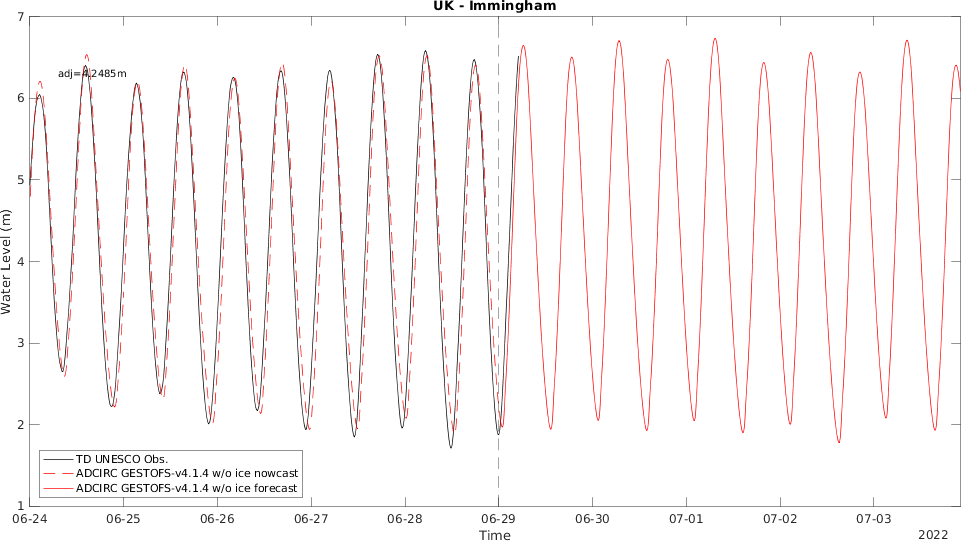 UK - Immingham
7
adj=4.2485m
6
5
4
3
2
1
Water Level (m)
TD UNESCO Obs.
ADCIRC GESTOFS-v4.1.4 w/o ice nowcast
ADCIRC GESTOFS-v4.1.4 w/o ice forecast
06-24 06-25 06-26 06-27 06-28 06-29 06-30 07-01 07-02 07-03
Time
2022